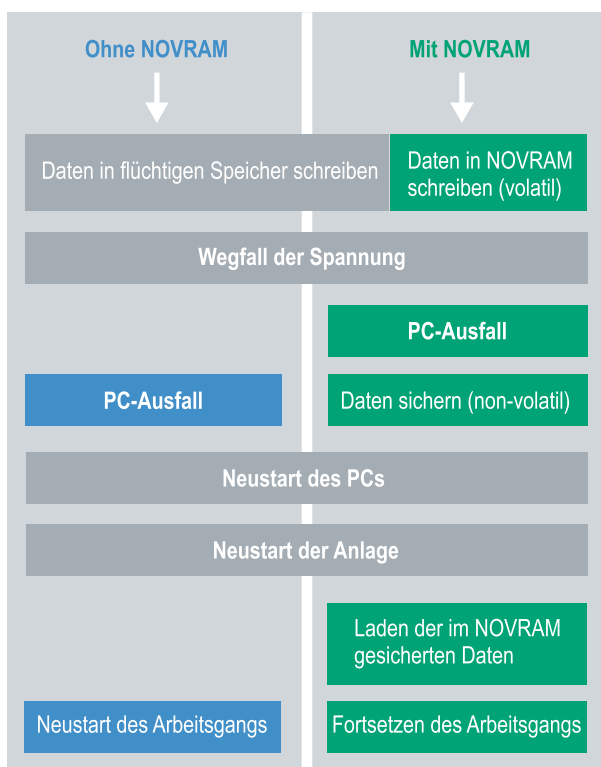 Ohne NOVRAM
Mit NOVRAM
Daten in flüchtigen Speicher schreiben
Daten in NOVRAM
schreiben (volatil)
Wegfall der Spannung
PC-Ausfall
PC-Ausfall
Daten sichern (non-volatil)
Neustart des PCs
Neustart der Anlage
Laden der im NOVRAM
gesicherten Daten
Neustart des Arbeitsgangs
Fortsetzen des Arbeitsgangs